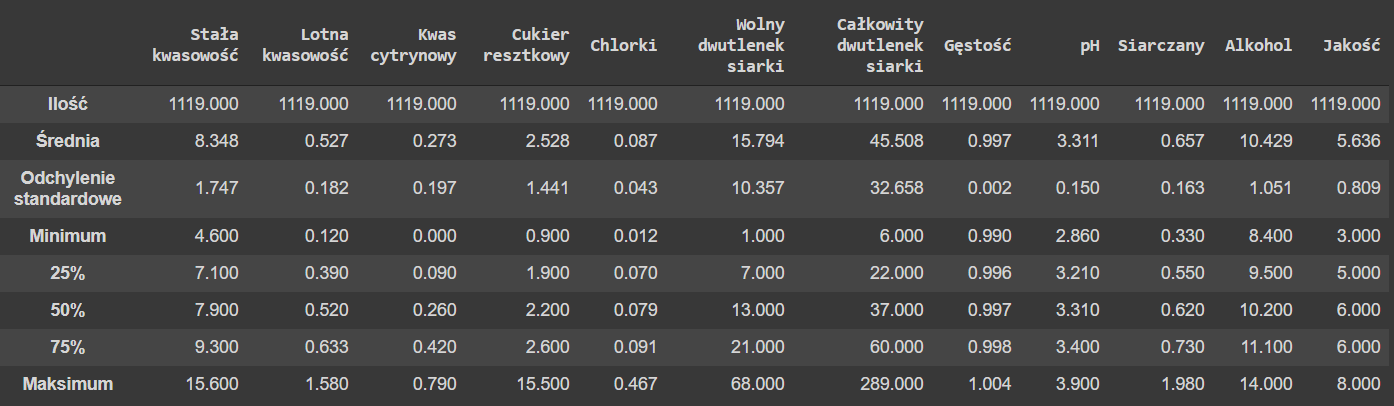 Stała kwasowość Lotna kwasowość Kwas cytrynowy Cukier resztkowy Chlorki Wolny dwutlenek siarki Całkowity dwutlenek siarki Gęstość pH Siarczany Alkohol Jakość
Ilość 1119.000 1119.000 1119.000 1119.000 1119.000 1119.000 1119.000 1119.000 1119.000 1119.000 1119.000 1119.000
Średnia 8.348 0.527 0.273 2.528 0.087 15.794 45.508 0.997 3.311 0.657 10.429 5.636
Odchylenie standardowe 1.747 0.182 0.197 1.441 0.043 10.357 32.658 0.002 0.150 0.163 1.051 0.809
Minimum 4.600 0.120 0.000 0.900 0.012 1.000 6.000 0.990 2.860 0.330 8.400 3.000
25% 7.100 0.390 0.090 1.900 0.070 7.000 22.000 0.996 3.210 0.550 9.500 5.000
50% 7.900 0.520 0.260 2.200 0.079 13.000 37.000 0.997 3.310 0.620 10.200 6.000
75% 9.300 0.633 0.420 2.600 0.091 21.000 60.000 0.998 3.400 0.730 11.100 6.000
Maksimum 15.600 1.580 0.790 15.500 0.467 68.000 289.000 1.004 3.900 1.980 14.000 8.000